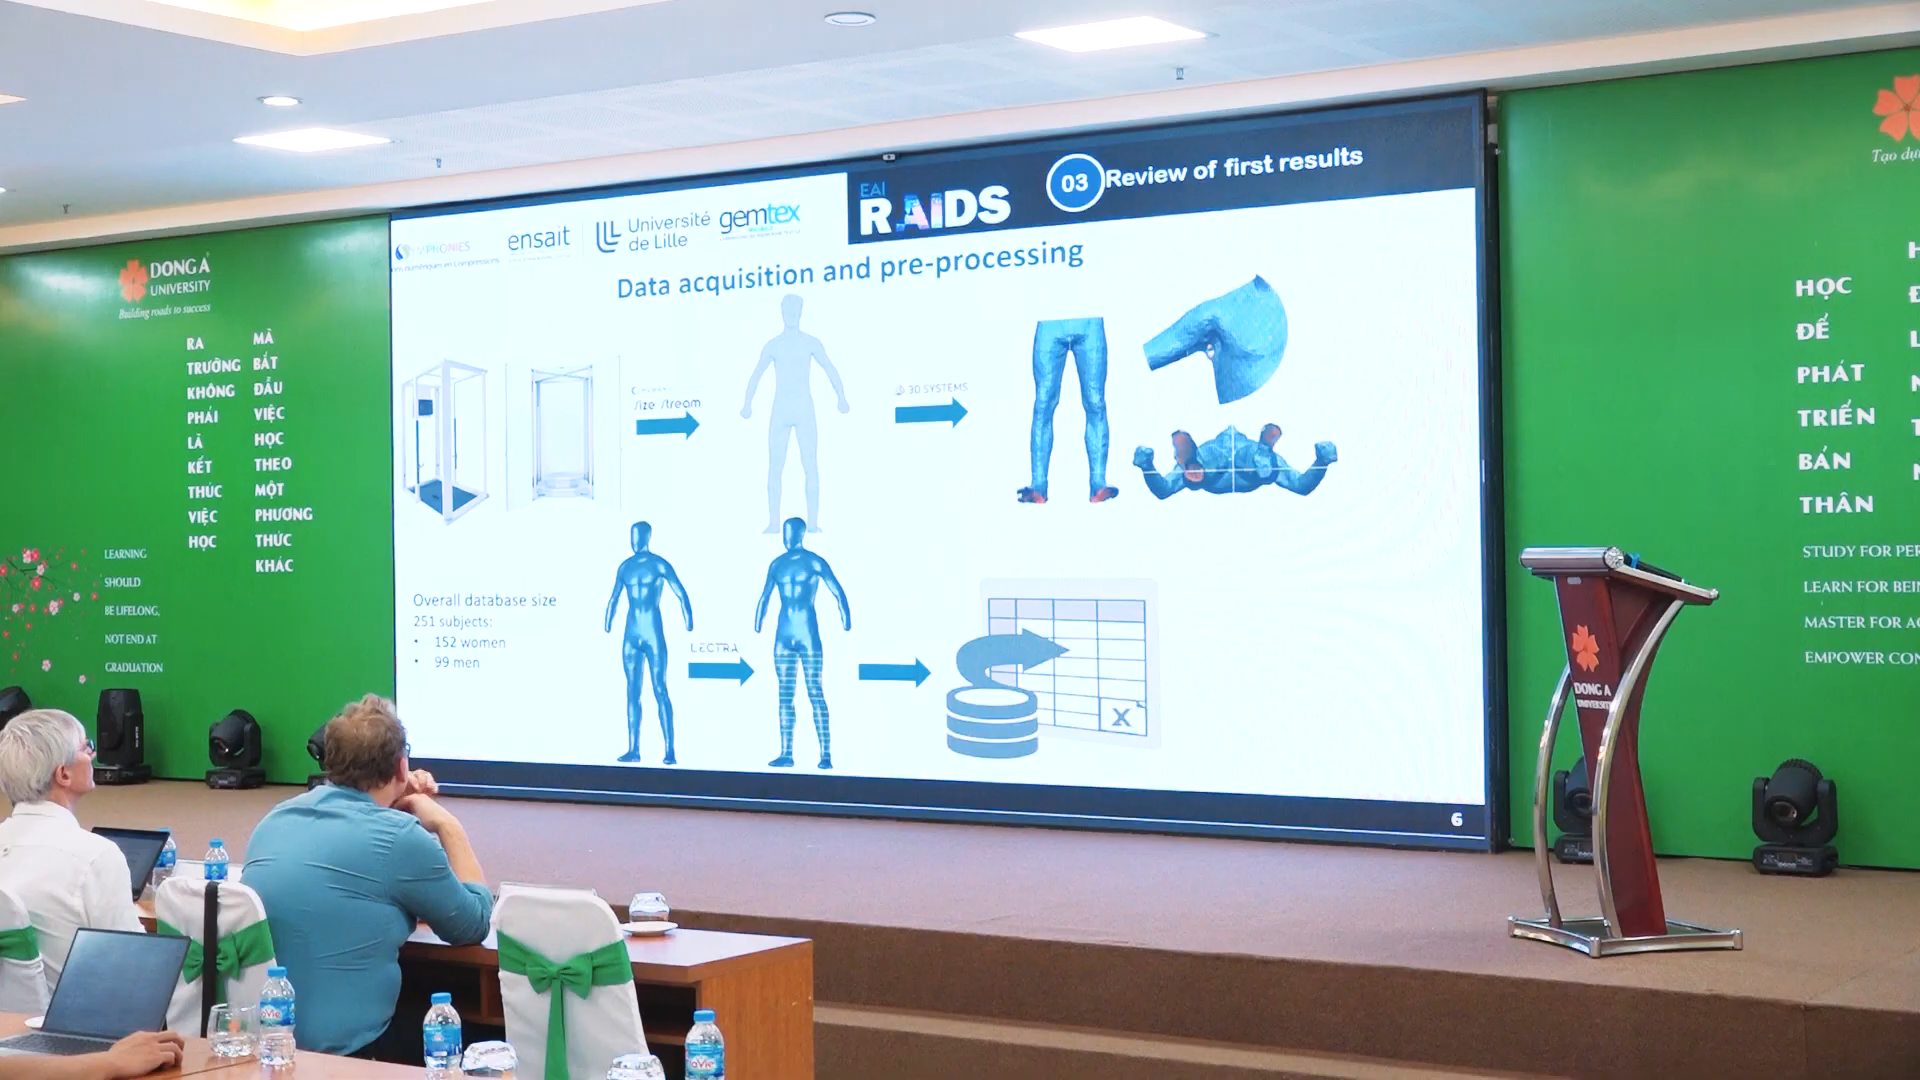 DONG A
UNIVERSITY
Building roads to success
RA
TRƯỜNG
KHÔNG
PHẢI
LÀ
KẾT
THÚC
VIỆC
HỌC
MÀ
BẮT
ĐẦU
VIỆC
HỌC
THEO
MỘT
PHƯƠNG
THỨC
KHÁC
LEARNING
SHOULD
BE LIFELONG,
NOT END AT
GRADUATION
ensait
Université
de Lille
gemtex
EAI
RAIDS
03 Review of first results
Data acquisition and pre-processing
3D SYSTEMS
Overall database size
251 subjects:
• 152 women
• 99 men
LECTRA
X
6
Tạo dự
HỌC
ĐỂ
PHÁT
TRIỂN
BẢN
THÂN
STUDY FOR PER
LEARN FOR BEIN
MASTER FOR A
EMPOWER CON
DONG A
UNIVERSITY